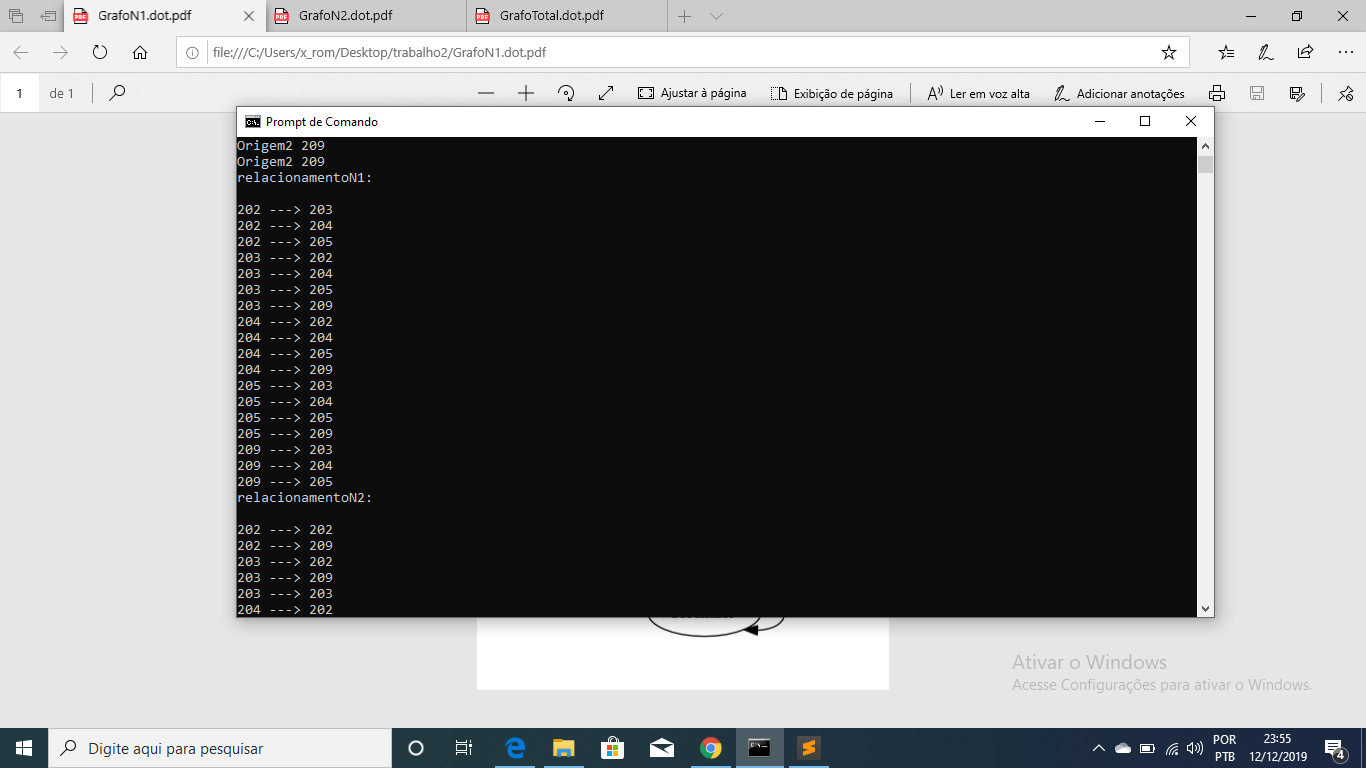 GrafoN1.dot.pdf
GrafoN2.dot.pdf
GrafoTotal.dot.pdf
file:///C:/Users/x_rom/Desktop/trabalho2/GrafoN1.dot.pdf
1 de 1
Ajustar à página
Exibição de página
Ler em voz alta
Adicionar anotações
Prompt de Comando
Origem2 209
Origem2 209
relacionamentoN1:
202 ---> 203
202 ---> 204
202 ---> 205
203 ---> 202
203 ---> 204
203 ---> 205
203 ---> 209
204 ---> 202
204 ---> 204
204 ---> 205
204 ---> 209
205 ---> 203
205 ---> 204
205 ---> 205
205 ---> 209
209 ---> 203
209 ---> 204
209 ---> 205
relacionamentoN2:
202 ---> 202
202 ---> 209
203 ---> 202
203 ---> 209
203 ---> 203
204 ---> 202
Ativar o Windows
Acesse Configurações para ativar o Windows.
Digite aqui para pesquisar
POR
PTB
23:55
12/12/2019
4